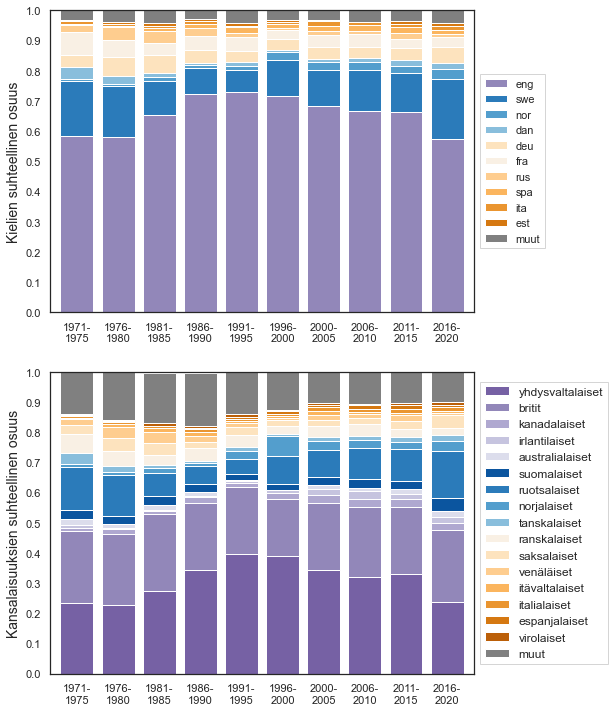 1.0
0.9
0.8
0.7
0.6
0.5
0.4
0.3
0.2
0.1
0.0
Kielien suhteellinen osuus
1971-
1975
1976-
1980
1981-
1985
1986-
1990
1991-
1995
1996-
2000
2000-
2005
2006-
2010
2011-
2015
2016-
2020
eng
swe
nor
dan
deu
fra
rus
spa
ita
est
muut
1.0
0.9
0.8
0.7
0.6
0.5
0.4
0.3
0.2
0.1
0.0
Kansalaisuuksien suhteellinen osuus
1971-
1975
1976-
1980
1981-
1985
1986-
1990
1991-
1995
1996-
2000
2000-
2005
2006-
2010
2011-
2015
2016-
2020
yhdysvaltalaiset
britit
kanadalaiset
irlantilaiset
australialaiset
suomalaiset
ruotsalaiset
norjalaiset
tanskalaiset
ranskalaiset
saksalaiset
venäläiset
itävaltalaiset
italialaiset
espanjalaiset
virolaiset
muut